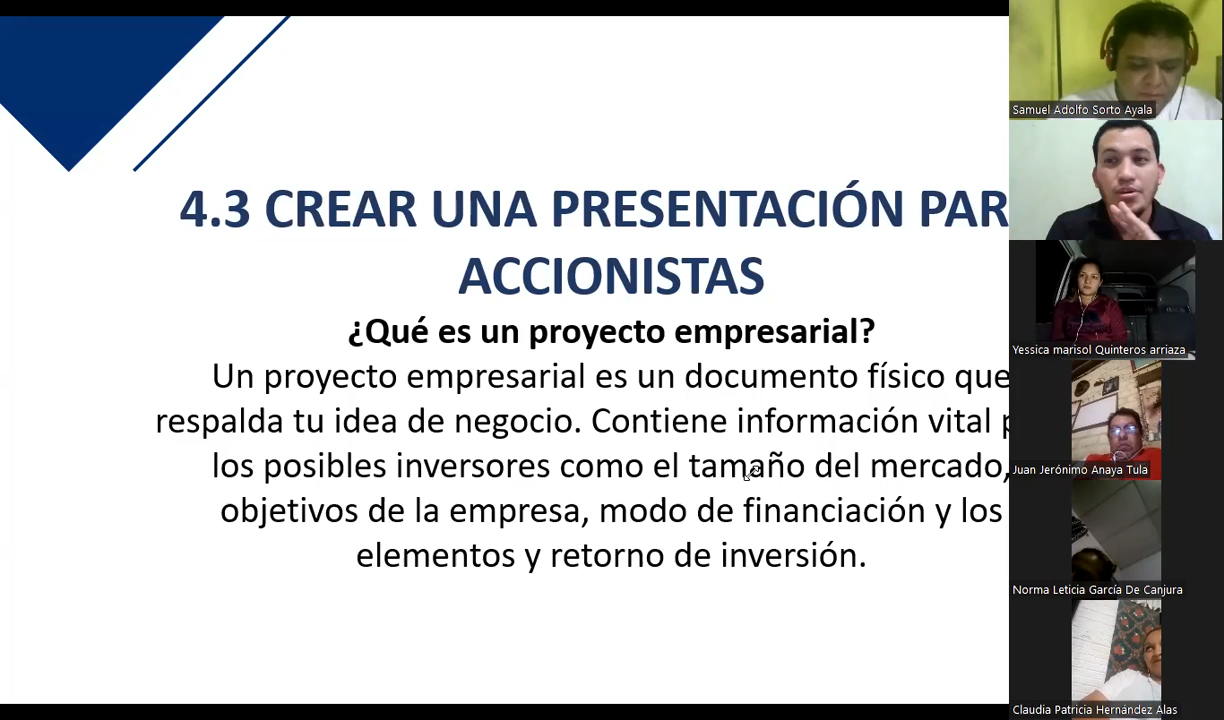 4.3 CREAR UNA PRESENTACIÓN PAR
ACCIONISTAS
¿Qué es un proyecto empresarial?
Un proyecto empresarial es un documento físico que
respalda tu idea de negocio. Contiene información vital p
los posibles inversores como el tamaño del mercado,
objetivos de la empresa, modo de financiación y los
elementos y retorno de inversión.
Samuel Adolfo Sorto Ayala
Yessica marisol Quinteros arriaza
Juan Jerónimo Anaya Tula
Norma Leticia García De Canjura
Claudia Patricia Hernández Alas